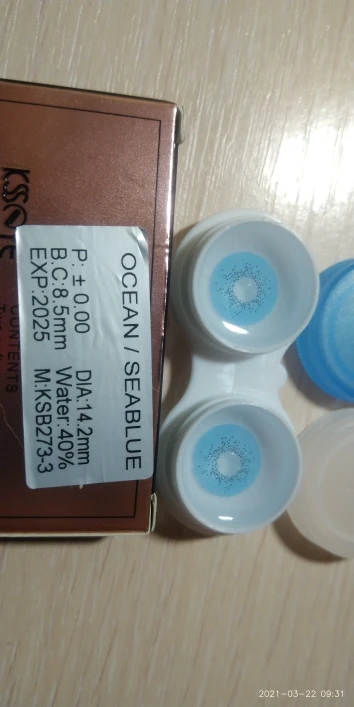 OCEAN / SEABLUE
P: ± 0.00 DIA:14.2mm
B.C:8.5mm Water:40%
EXP:2025 M:KSB273-3
CONTENTS
2021-03-22 09:31